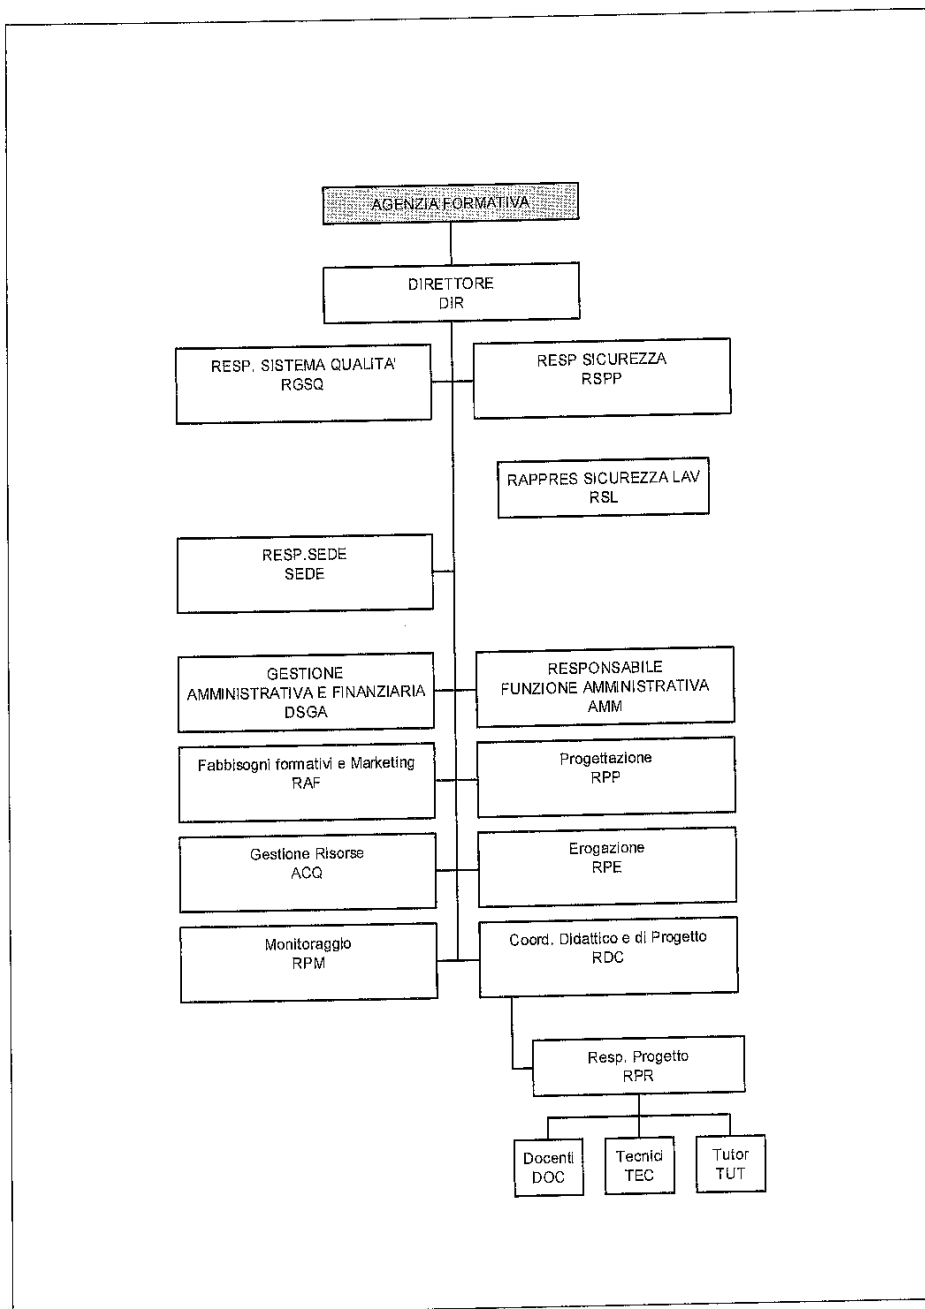 AGENZIA FORMATIVA
DIRETTORE
DIR
RESP. SISTEMA QUALITA'
RGSQ
RESP SICUREZZA
RSPP
RAPPRES SICUREZZA LAV
RSL
RESP.SEDE
SEDE
GESTIONE
AMMINISTRATIVA E FINANZIARIA
DSGA
RESPONSABILE
FUNZIONE AMMINISTRATIVA
AMM
Fabbisogni formativi e Marketing
RAF
Progettazione
RPP
Gestione Risorse
ACQ
Erogazione
RPE
Monitoraggio
RPM
Coord. Didattico e di Progetto
RDC
Resp. Progetto
RPR
Docenti
DOC
Tecnici
TEC
Tutor
TUT